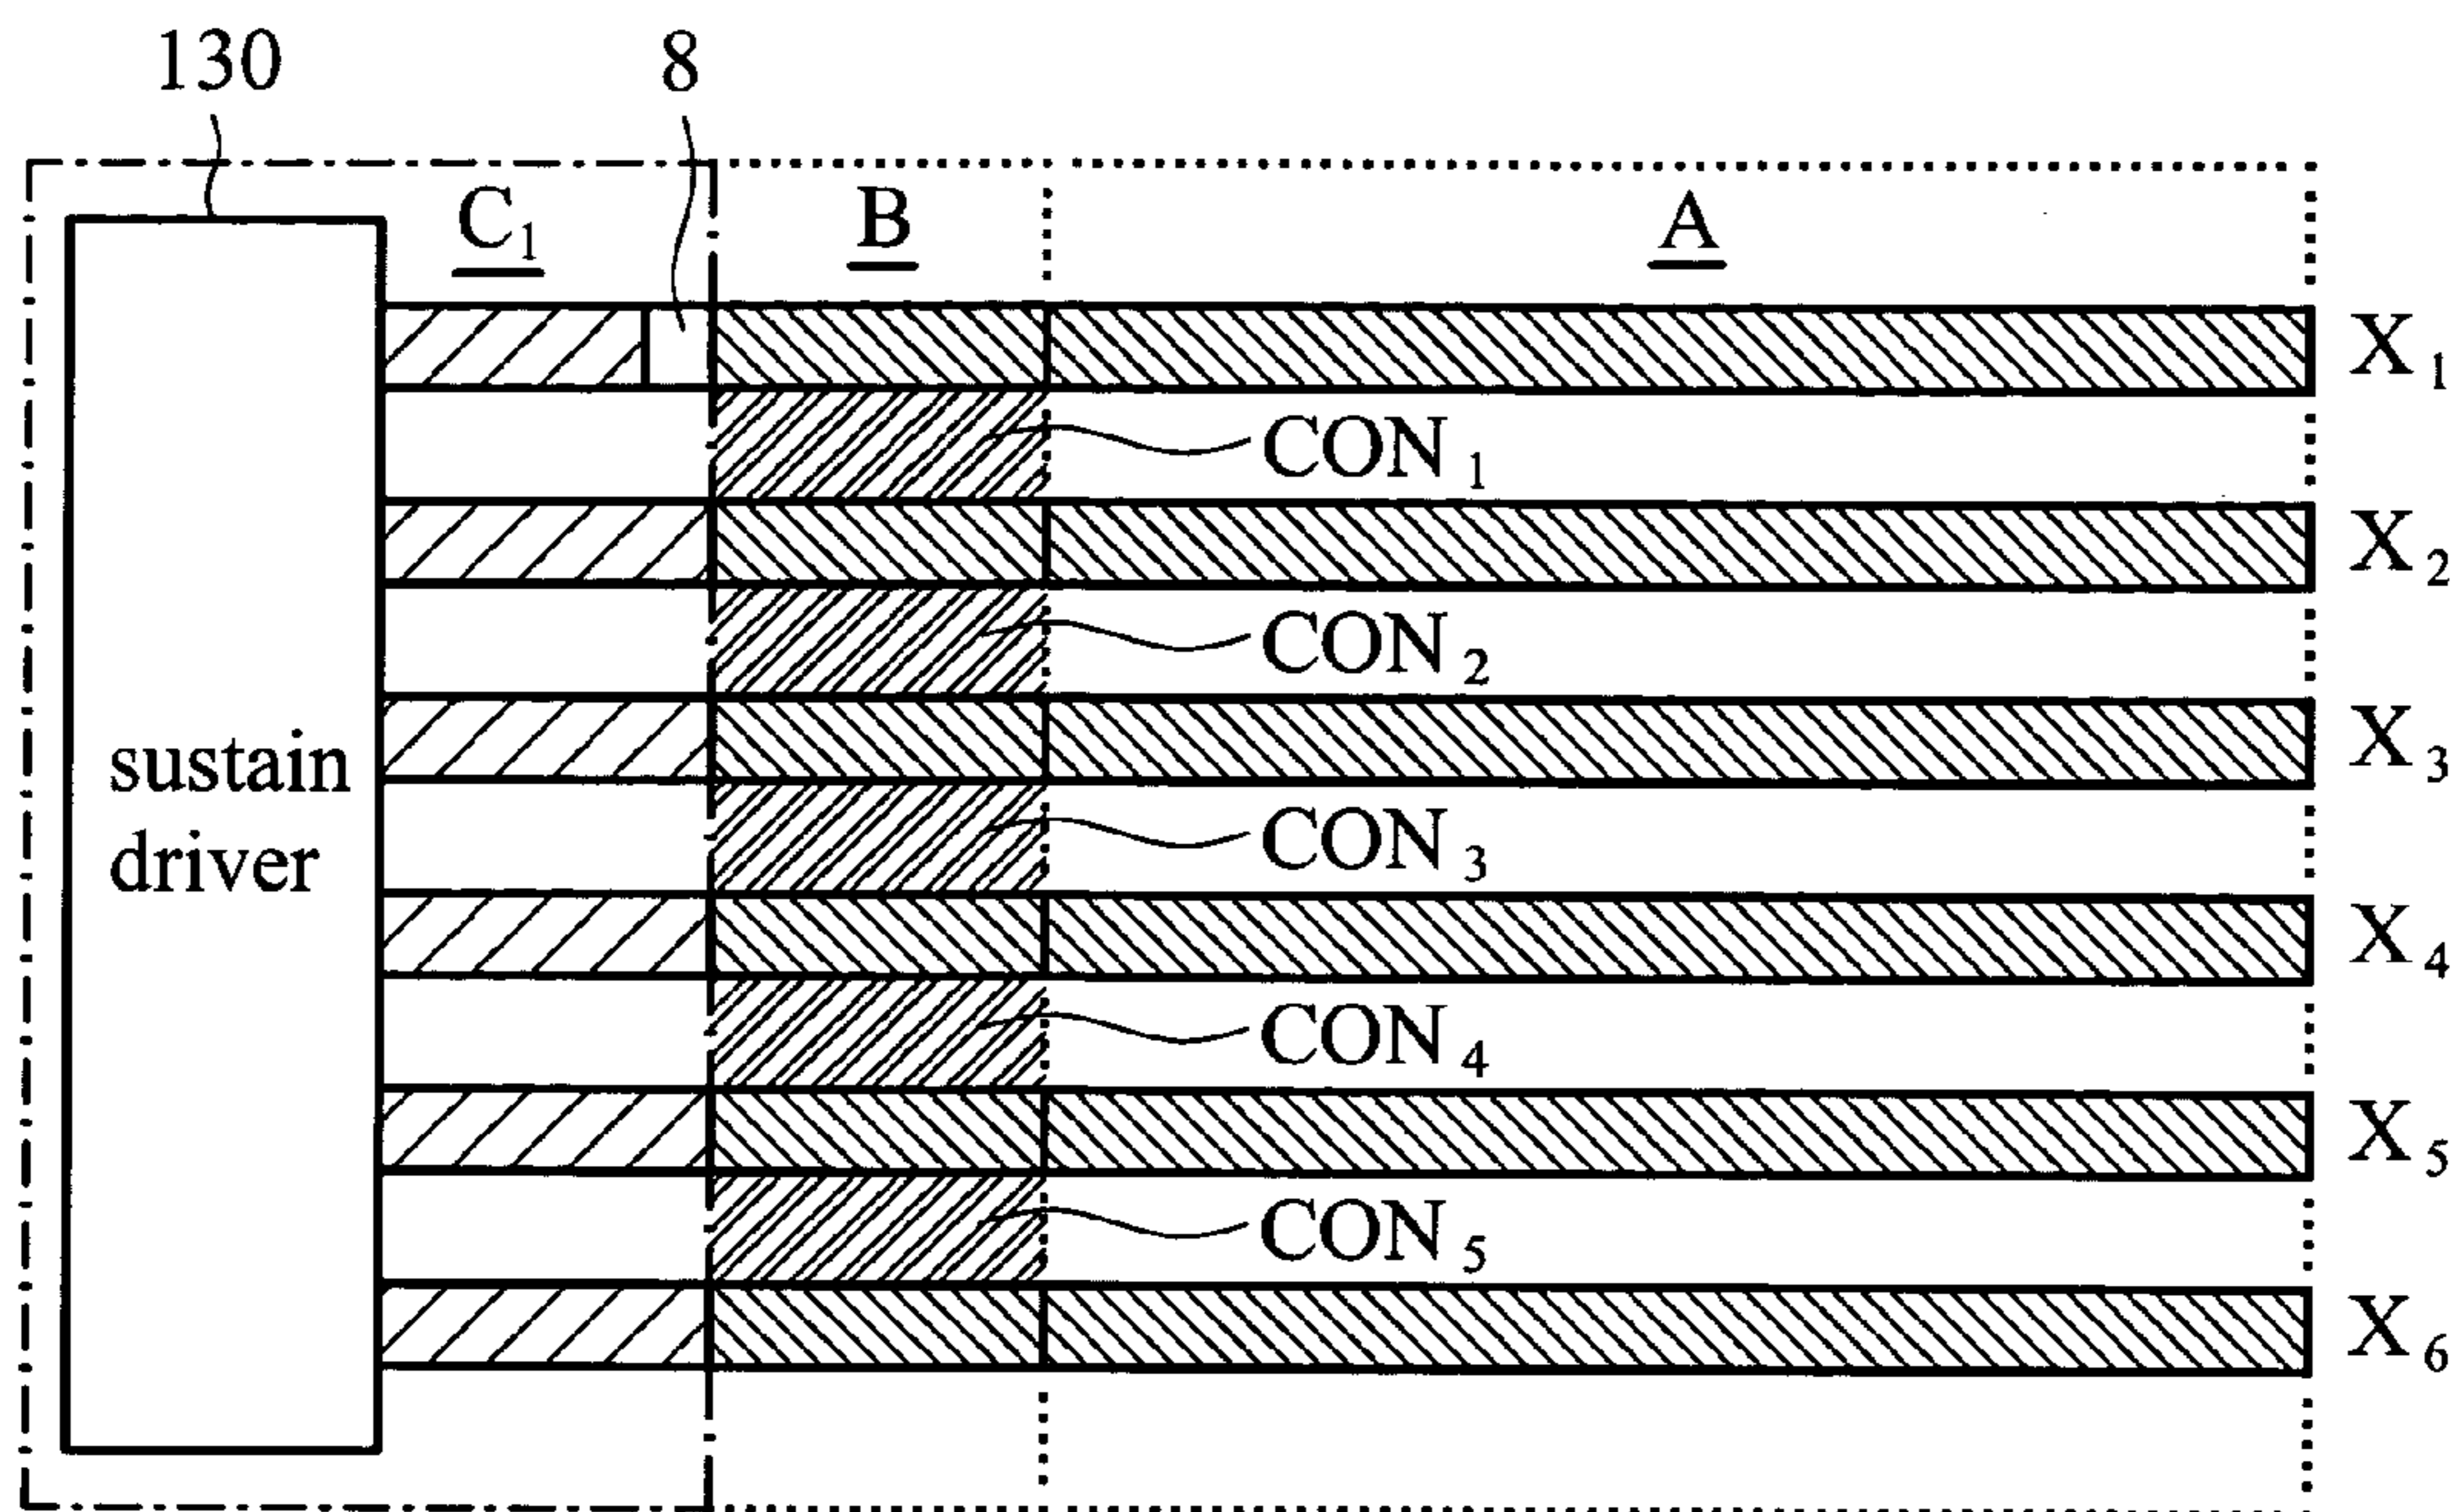 130 8
C₁ B A
X₁
CON₁
X₂
CON₂
X₃
sustain
driver
CON₃
X₄
CON₄
X₅
CON₅
X₆